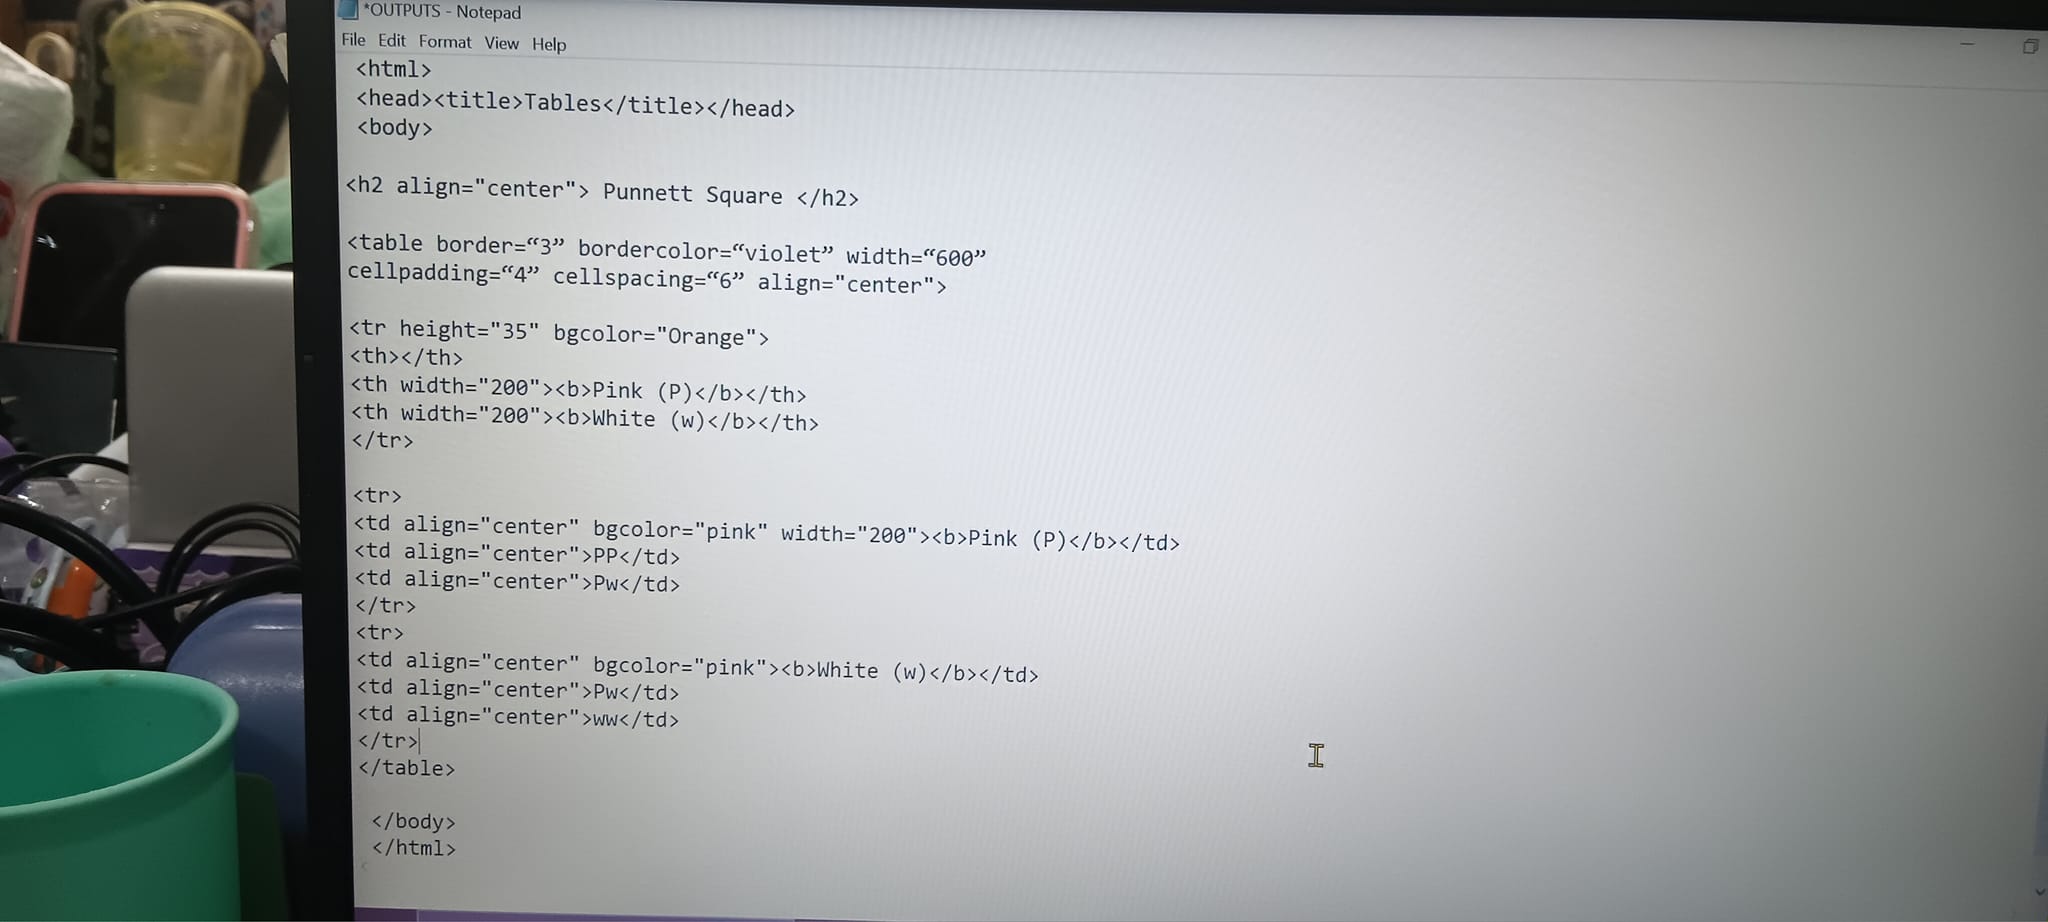 *OUTPUTS - Notepad
File Edit Format View Help
<html>
<head><title>Tables</title></head>
<body>
<h2 align="center"> Punnett Square </h2>
<table border=“3” bordercolor=“violet” width=“600”
cellpadding=“4” cellspacing=“6” align="center">
<tr height="35" bgcolor="Orange">
<th></th>
<th width="200"><b>Pink (P)</b></th>
<th width="200"><b>White (w)</b></th>
</tr>
<tr>
<td align="center" bgcolor="pink" width="200"><b>Pink (P)</b></td>
<td align="center">PP</td>
<td align="center">Pw</td>
</tr>
<tr>
<td align="center" bgcolor="pink"><b>White (w)</b></td>
<td align="center">Pw</td>
<td align="center">ww</td>
</tr>
</table>
</body>
</html>